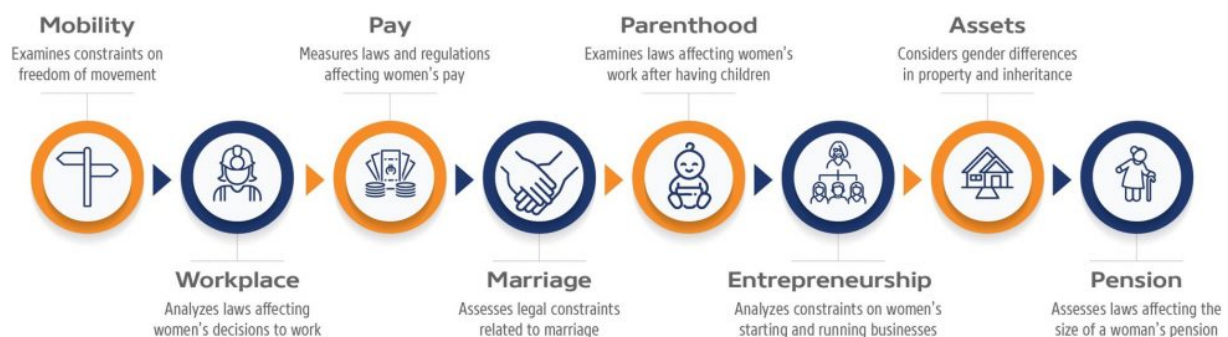 Mobility
Examines constraints on
freedom of movement
Pay
Measures laws and regulations
affecting women's pay
Parenthood
Examines laws affecting women's
work after having children
Assets
Considers gender differences
in property and inheritance
Workplace
Analyzes laws affecting
women's decisions to work
Marriage
Assesses legal constraints
related to marriage
Entrepreneurship
Analyzes constraints on women's
starting and running businesses
Pension
Assesses laws affecting the
size of a woman's pension